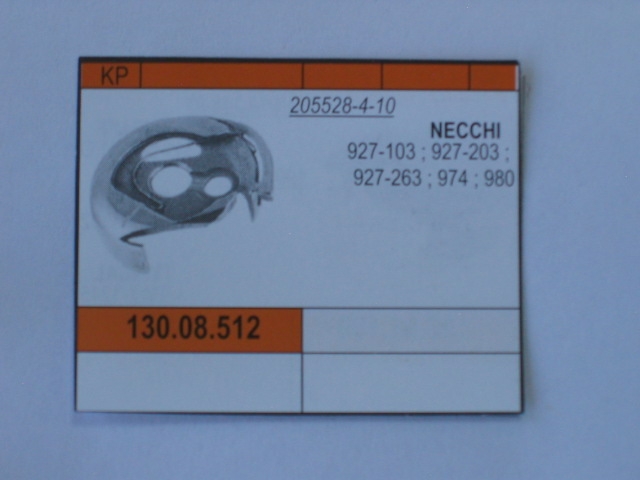 KP
205528-4-10
NECCHI
927-103 ; 927-203 ;
927-263 ; 974 ; 980
130.08.512